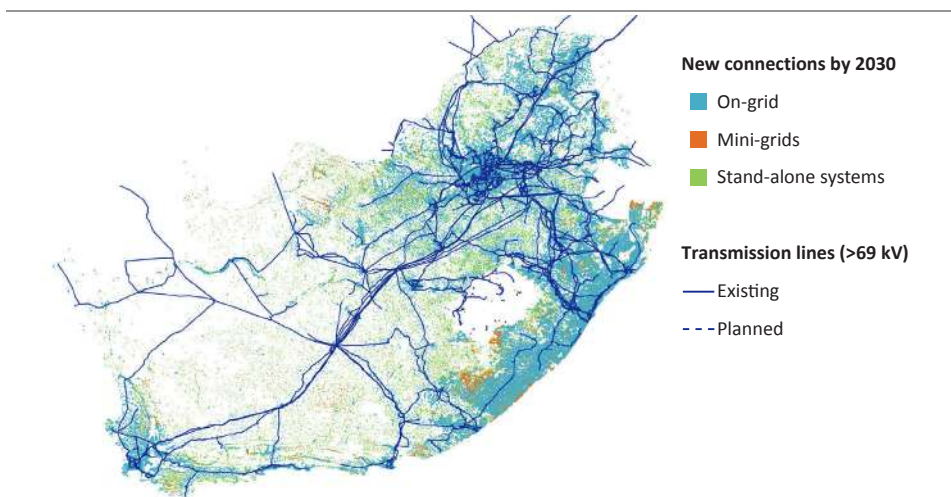 New connections by 2030
On-grid
Mini-grids
Stand-alone systems
Transmission lines (>69 kV)
Existing
Planned